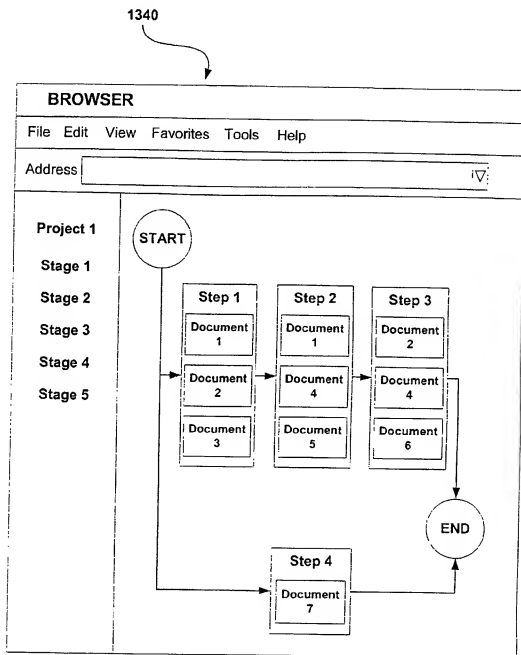 1340
BROWSER
File Edit View Favorites Tools Help
Address
Project 1
Stage 1
Stage 2
Stage 3
Stage 4
Stage 5
START
Step 1
Document
1
Document
2
Document
3
Step 2
Document
1
Document
4
Document
5
Step 3
Document
2
Document
4
Document
6
END
Step 4
Document
7